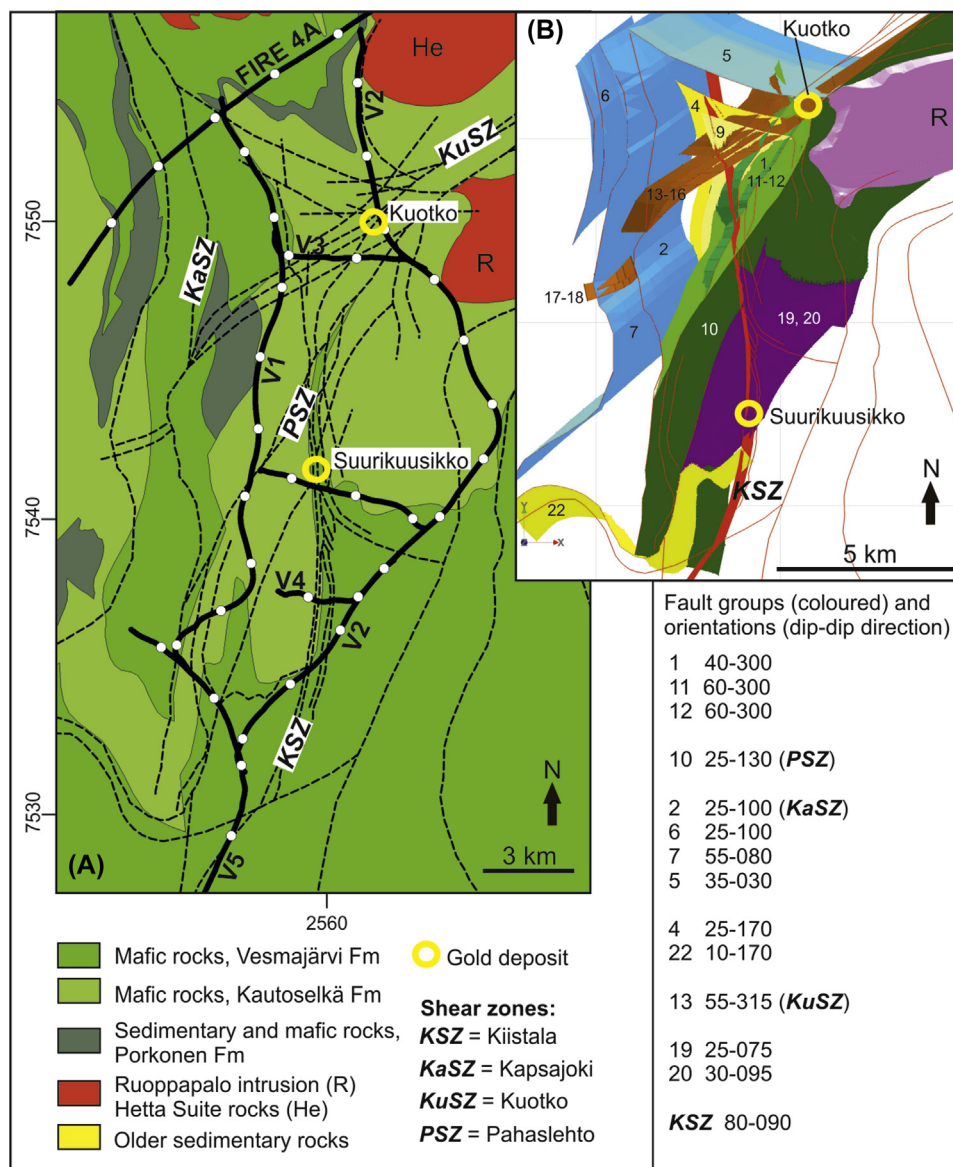 He
FIRE 4A
V2
KuSZ
Kuotko
7550
V3
R
KaSZ
V1
PSZ
Suurikuusikko
7540
V4
V2
KSZ
N
7530
(A)
V5
3 km
2560
(B)
Kuotko
5
6
4
9
R
1,
11-12
13-16
2
17-18
7
10
19, 20
Suurikuusikko
KSZ
N
22
Y
X
5 km
Mafic rocks, Vesmajärvi Fm
Mafic rocks, Kautoselkä Fm
Sedimentary and mafic rocks,
Porkonen Fm
Ruoppapalo intrusion (R)
Hetta Suite rocks (He)
Older sedimentary rocks
Gold deposit
Shear zones:
KSZ = Kiistala
KaSZ = Kapsajoki
KuSZ = Kuotko
PSZ = Pahaslehto
Fault groups (coloured) and
orientations (dip-dip direction)
1 40-300
11 60-300
12 60-300
10 25-130 (PSZ)
2 25-100 (KaSZ)
6 25-100
7 55-080
5 35-030
4 25-170
22 10-170
13 55-315 (KuSZ)
19 25-075
20 30-095
KSZ 80-090